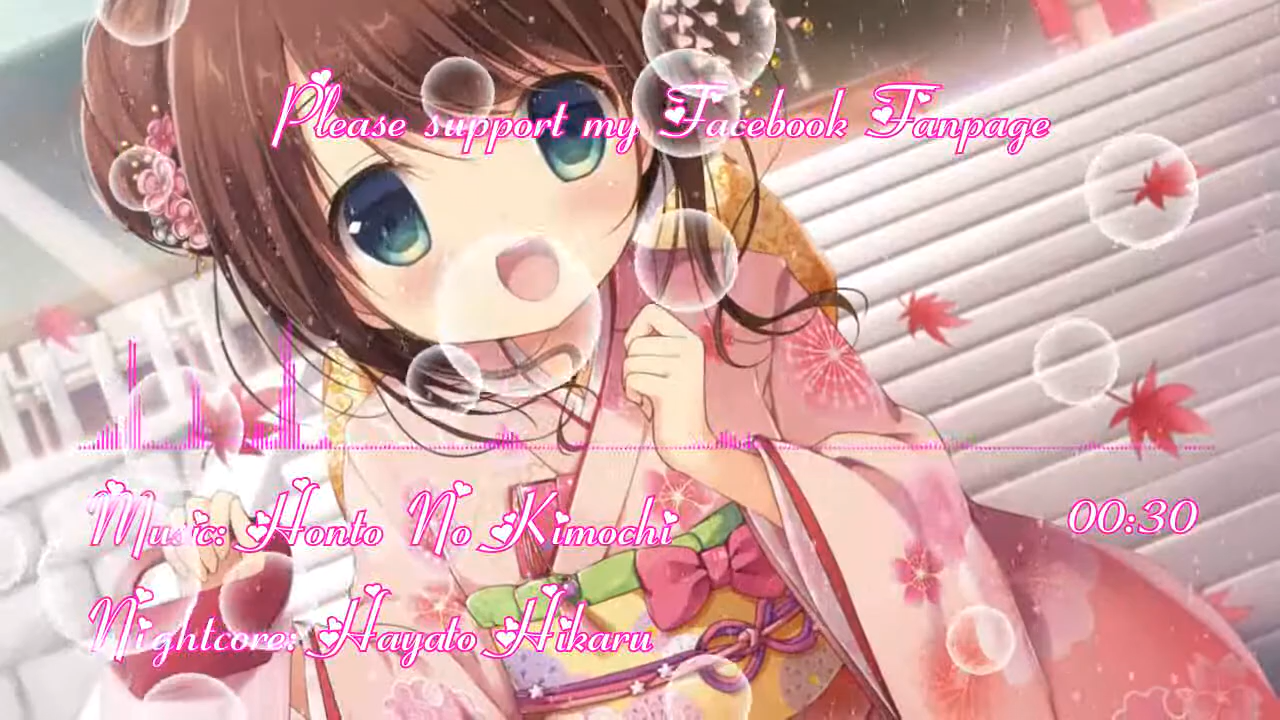 Please support my Facebook Fanpage
Music: Honto No Kimochi
00:30
Nightcore: Hayato Hikaru